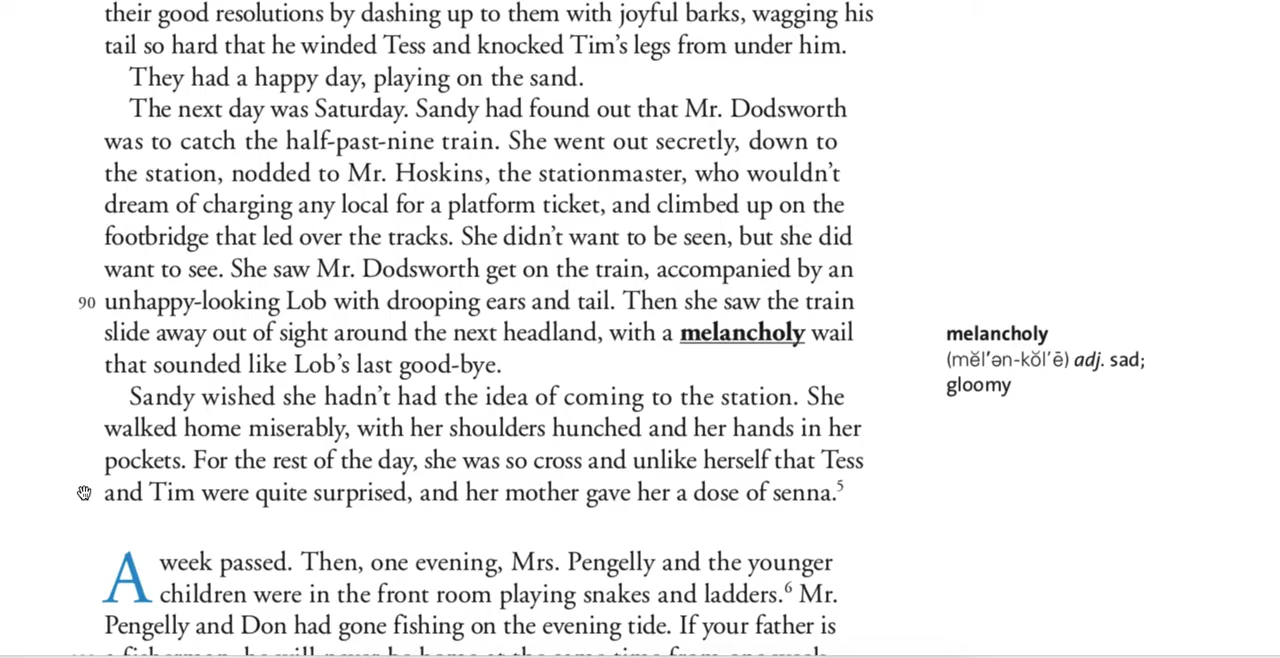 their good resolutions by dashing up to them with joyful barks, wagging his
tail so hard that he winded Tess and knocked Tim’s legs from under him.
They had a happy day, playing on the sand.
The next day was Saturday. Sandy had found out that Mr. Dodsworth
was to catch the half-past-nine train. She went out secretly, down to
the station, nodded to Mr. Hoskins, the stationmaster, who wouldn’t
dream of charging any local for a platform ticket, and climbed up on the
footbridge that led over the tracks. She didn’t want to be seen, but she did
want to see. She saw Mr. Dodsworth get on the train, accompanied by an
90 unhappy-looking Lob with drooping ears and tail. Then she saw the train
slide away out of sight around the next headland, with a melancholy wail
that sounded like Lob’s last good-bye.
Sandy wished she hadn’t had the idea of coming to the station. She
walked home miserably, with her shoulders hunched and her hands in her
pockets. For the rest of the day, she was so cross and unlike herself that Tess
and Tim were quite surprised, and her mother gave her a dose of senna.5
A week passed. Then, one evening, Mrs. Pengelly and the younger
children were in the front room playing snakes and ladders.6 Mr.
Pengelly and Don had gone fishing on the evening tide. If your father is
melancholy
(mĕl′ən-kŏl′ē) adj. sad;
gloomy